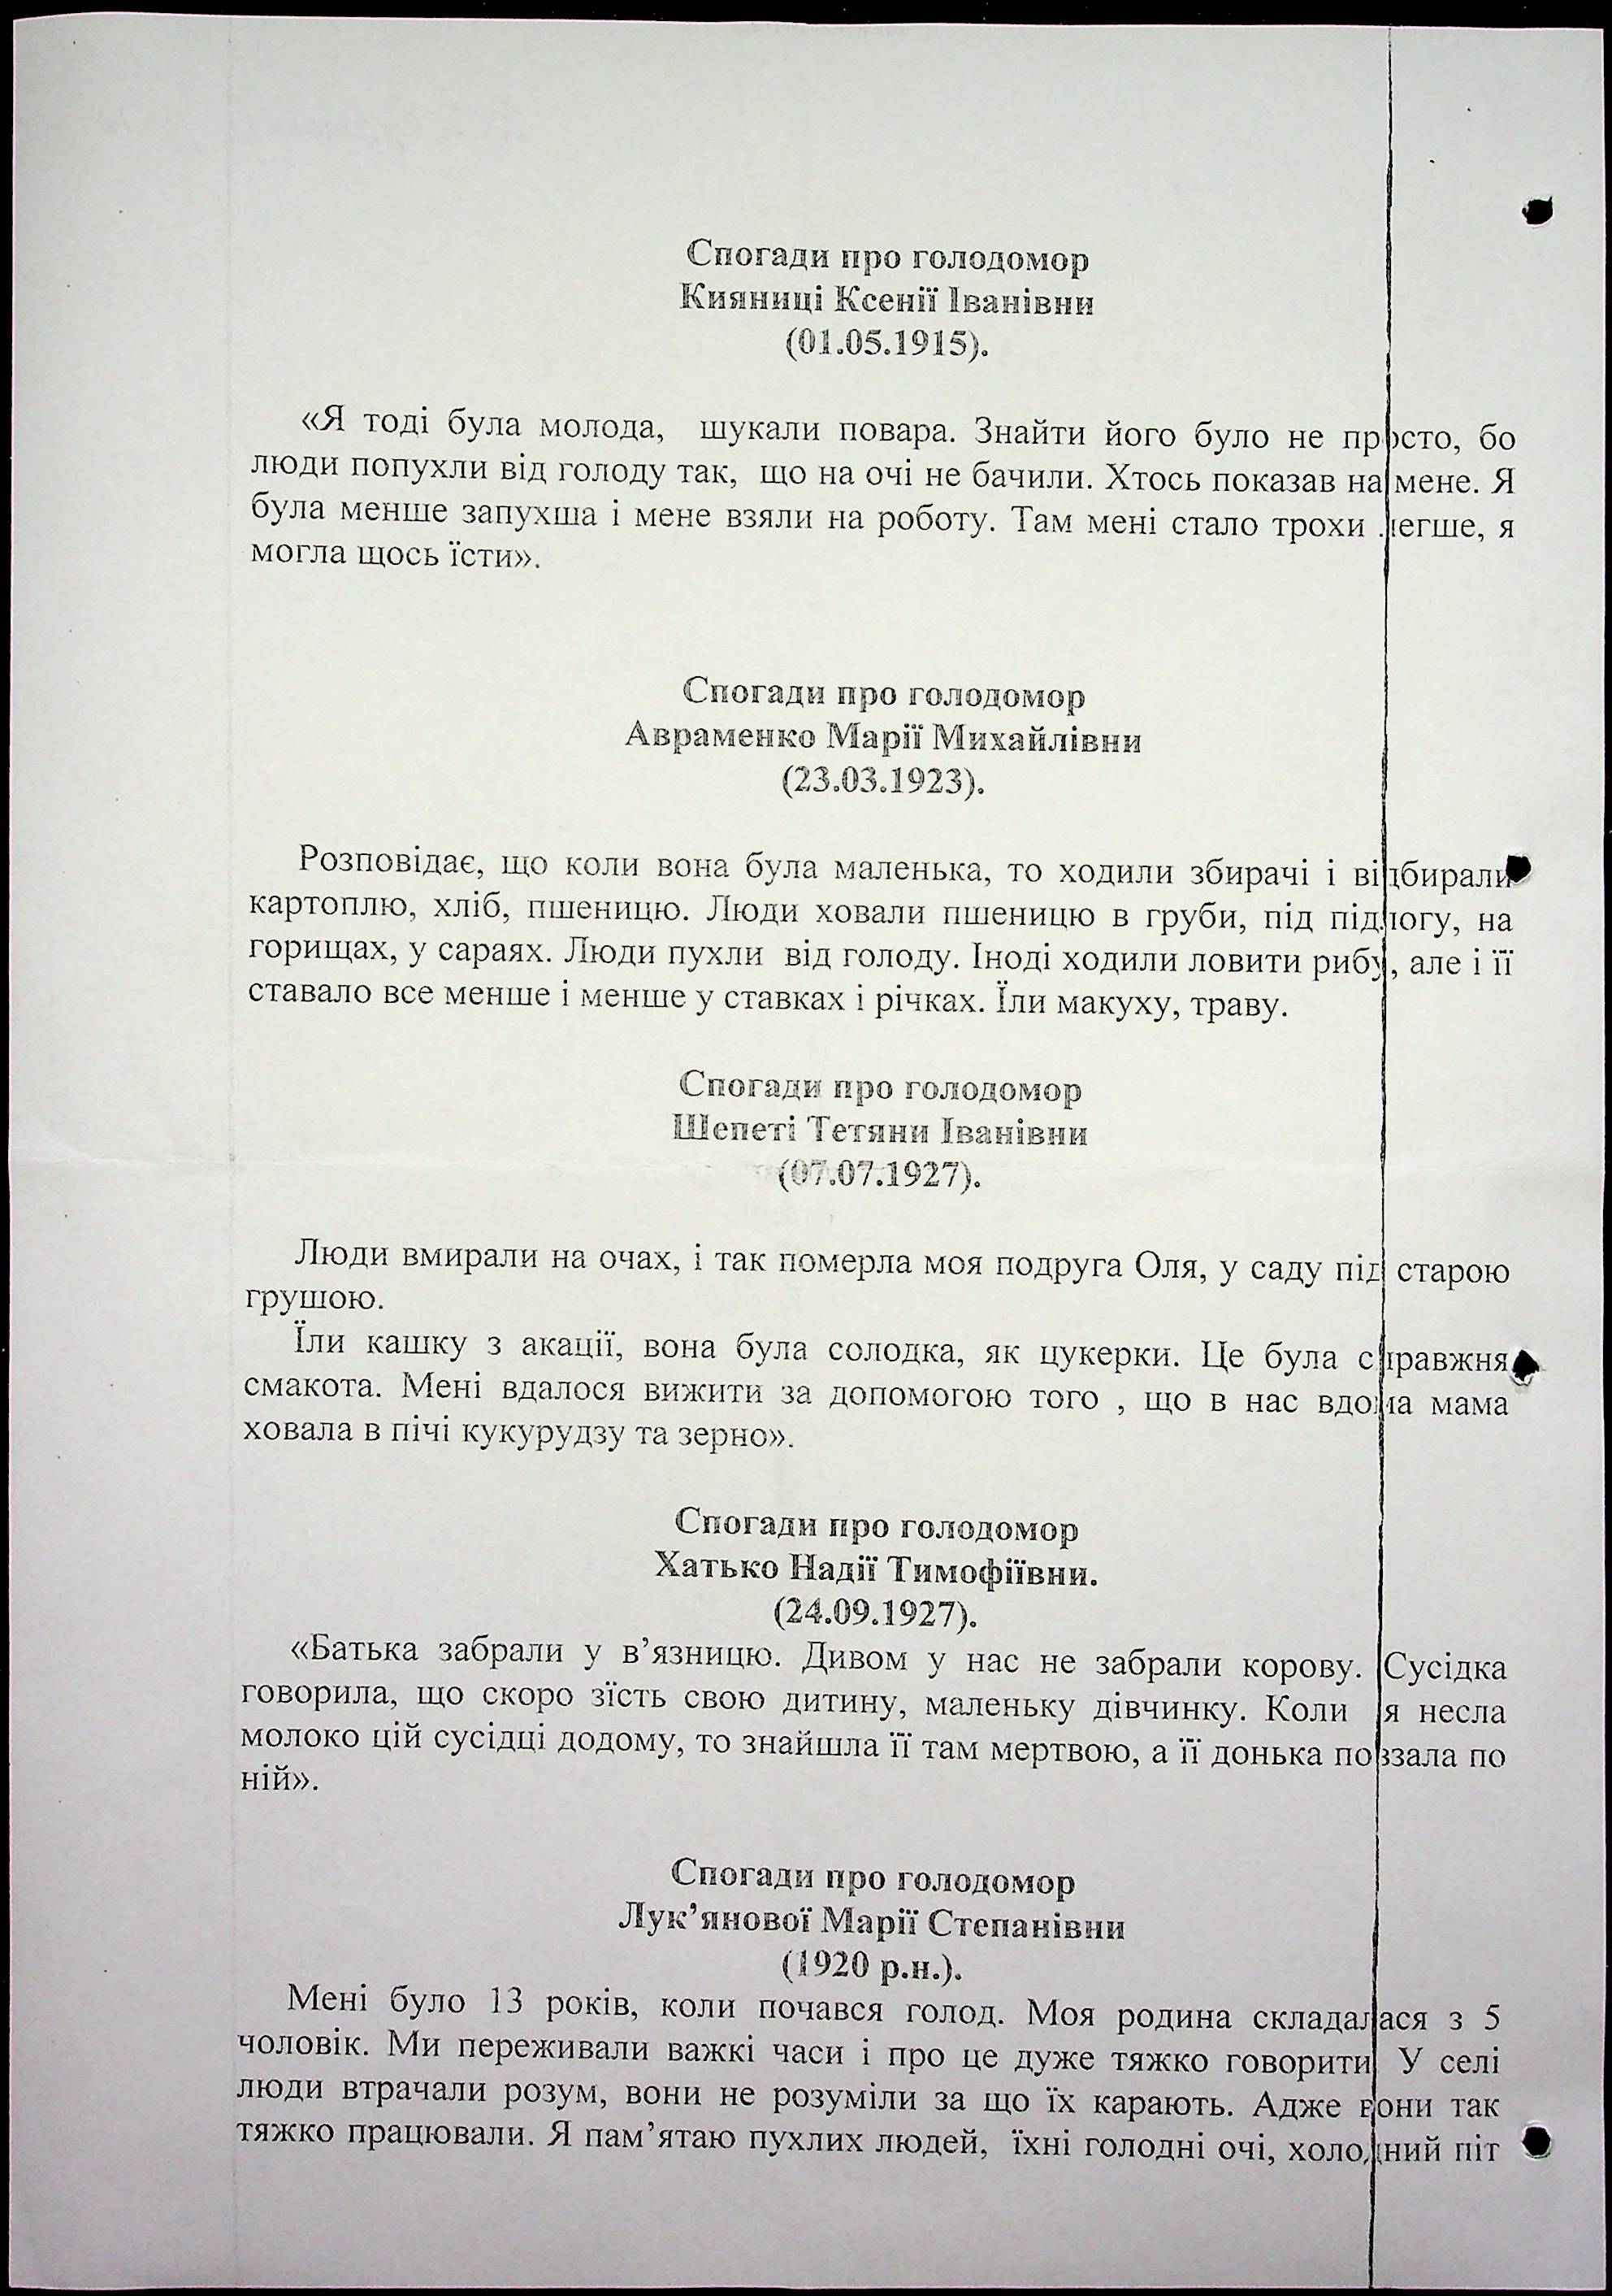 Спогади про голодомор
Кияниці Ксенії Іванівни
(01.05.1915).
«Я тоді була молода, шукали повара. Знайти його було не просто, бо
люди попухли від голоду так, що на очі не бачили. Хтось показав на мене. Я
була менше запухша і мене взяли на роботу. Там мені стало трохи легше, я
могла щось їсти».
Спогади про голодомор
Авраменко Марії Михайлівни
(23.03.1923).
Розповідає, що коли вона була маленька, то ходили збирачі і відбирали
картоплю, хліб, пшеницю. Люди ховали пшеницю в груби, під підлогу, на
горищах, у сараях. Люди пухли від голоду. Іноді ходили ловити рибу, але і її
ставало все менше і менше у ставках і річках. Їли макуху, траву.
Спогади про голодомор
Шепеті Тетяни Іванівни
(07.07.1927).
Люди вмирали на очах, і так померла моя подруга Оля, у саду під старою
грушою.
Їли кашку з акації, вона була солодка, як цукерки. Це була справжня
смакота. Мені вдалося вижити за допомогою того , що в нас вдома мама
ховала в пічі кукурудзу та зерно».
Спогади про голодомор
Хатько Надії Тимофіївни.
(24.09.1927).
«Батька забрали у в’язницю. Дивом у нас не забрали корову. Сусідка
говорила, що скоро зїсть свою дитину, маленьку дівчинку. Коли я несла
молоко цій сусідці додому, то знайшла її там мертвою, а її донька повзала по
ній».
Спогади про голодомор
Лук’янової Марії Степанівни
(1920 р.н.).
Мені було 13 років, коли почався голод. Моя родина складалася з 5
чоловік. Ми переживали важкі часи і про це дуже тяжко говорити. У селі
люди втрачали розум, вони не розуміли за що їх карають. Адже вони так
тяжко працювали. Я пам’ятаю пухлих людей, їхні голодні очі, холодний піт